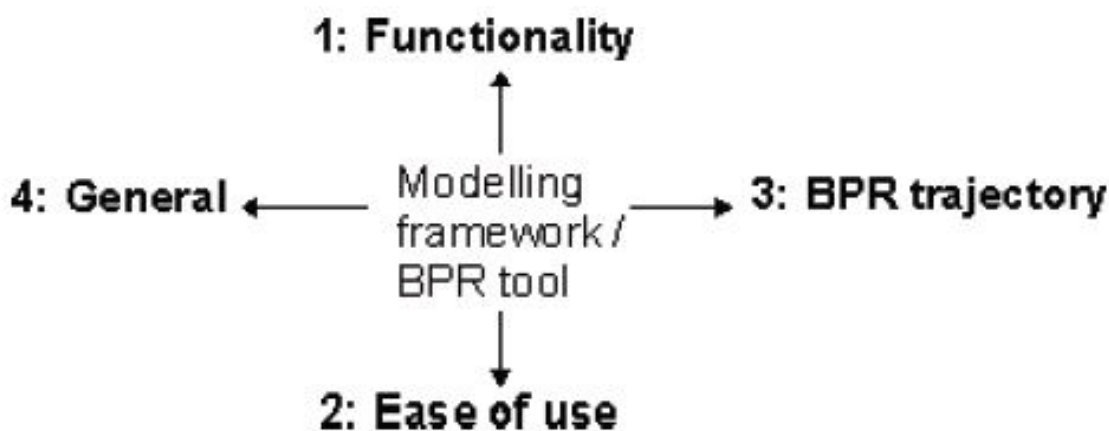 1: Functionality
4: General
Modelling
framework /
BPR tool
3: BPR trajectory
2: Ease of use